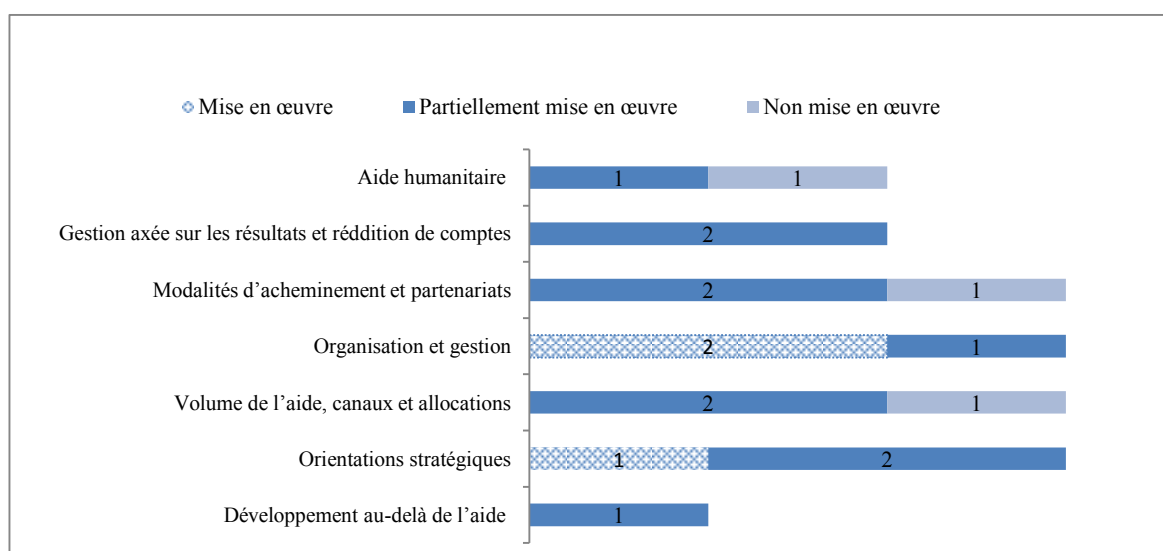 Mise en œuvre Partiellement mise en œuvre Non mise en œuvre
Aide humanitaire 1 1
Gestion axée sur les résultats et réddition de comptes 2
Modalités d’acheminement et partenariats 2 1
Organisation et gestion 2 1
Volume de l’aide, canaux et allocations 2 1
Orientations stratégiques 1 2
Développement au-delà de l’aide 1